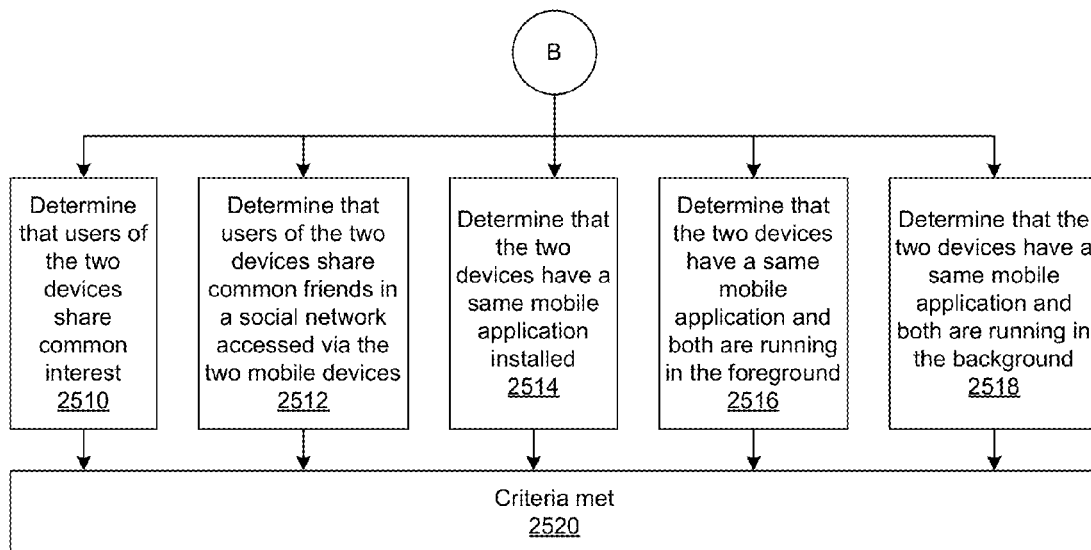 B
Determine
that users of
the two
devices
share
common
interest
2510
Determine that
users of the two
devices share
common friends in
a social network
accessed via the
two mobile devices
2512
Determine that
the two
devices have a
same mobile
application
installed
2514
Determine that
the two devices
have a same
mobile
application and
both are running
in the foreground
2516
Determine that the
two devices have a
same mobile
application and
both are running in
the background
2518
Criteria met
2520